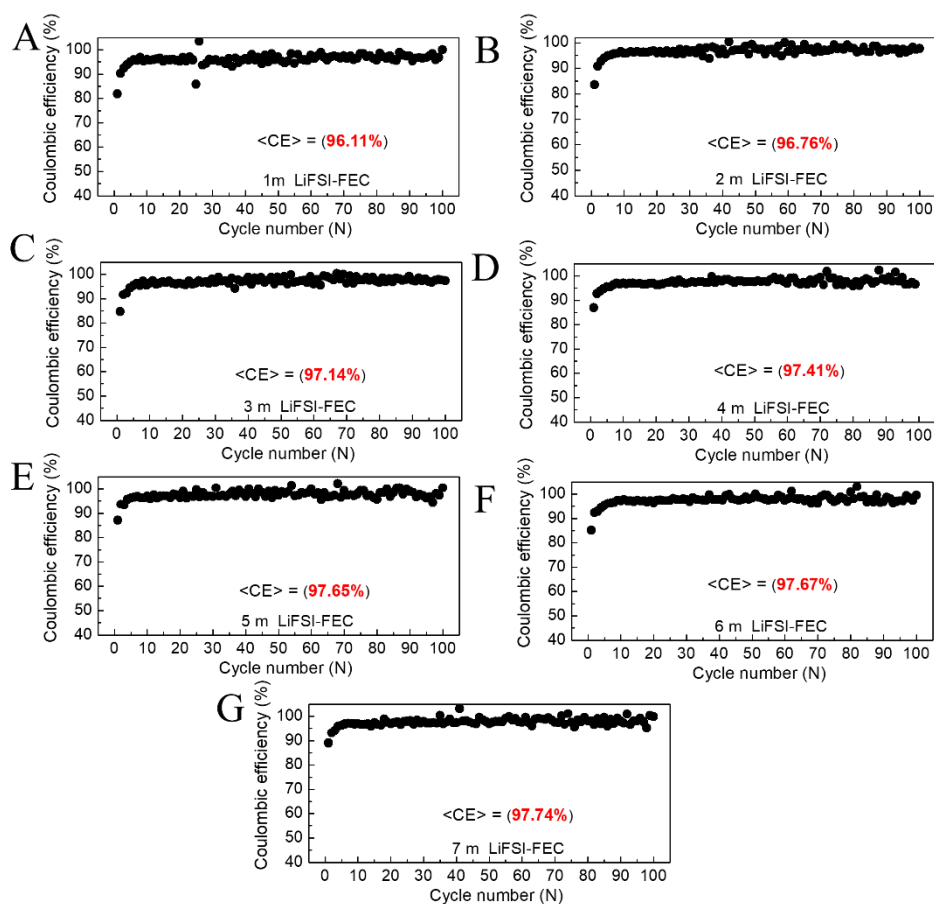 A
Coulombic efficiency (%)
100
90
80
70
60
50
40
<CE> = (96.11%)
1m LiFSI-FEC
0 10 20 30 40 50 60 70 80 90 100
Cycle number (N)
B
Coulombic efficiency (%)
100
90
80
70
60
50
40
<CE> = (96.76%)
2 m LiFSI-FEC
0 10 20 30 40 50 60 70 80 90 100
Cycle number (N)
C
Coulombic efficiency (%)
100
90
80
70
60
50
40
<CE> = (97.14%)
3 m LiFSI-FEC
0 10 20 30 40 50 60 70 80 90 100
Cycle number (N)
D
Coulombic efficiency (%)
100
90
80
70
60
50
40
<CE> = (97.41%)
4 m LiFSI-FEC
0 10 20 30 40 50 60 70 80 90 100
Cycle number (N)
E
Coulombic efficiency (%)
100
90
80
70
60
50
40
<CE> = (97.65%)
5 m LiFSI-FEC
0 10 20 30 40 50 60 70 80 90 100
Cycle number (N)
F
Coulombic efficiency (%)
100
90
80
70
60
50
40
<CE> = (97.67%)
6 m LiFSI-FEC
0 10 20 30 40 50 60 70 80 90 100
Cycle number (N)
G
Coulombic efficiency (%)
100
90
80
70
60
50
40
<CE> = (97.74%)
7 m LiFSI-FEC
0 10 20 30 40 50 60 70 80 90 100
Cycle number (N)